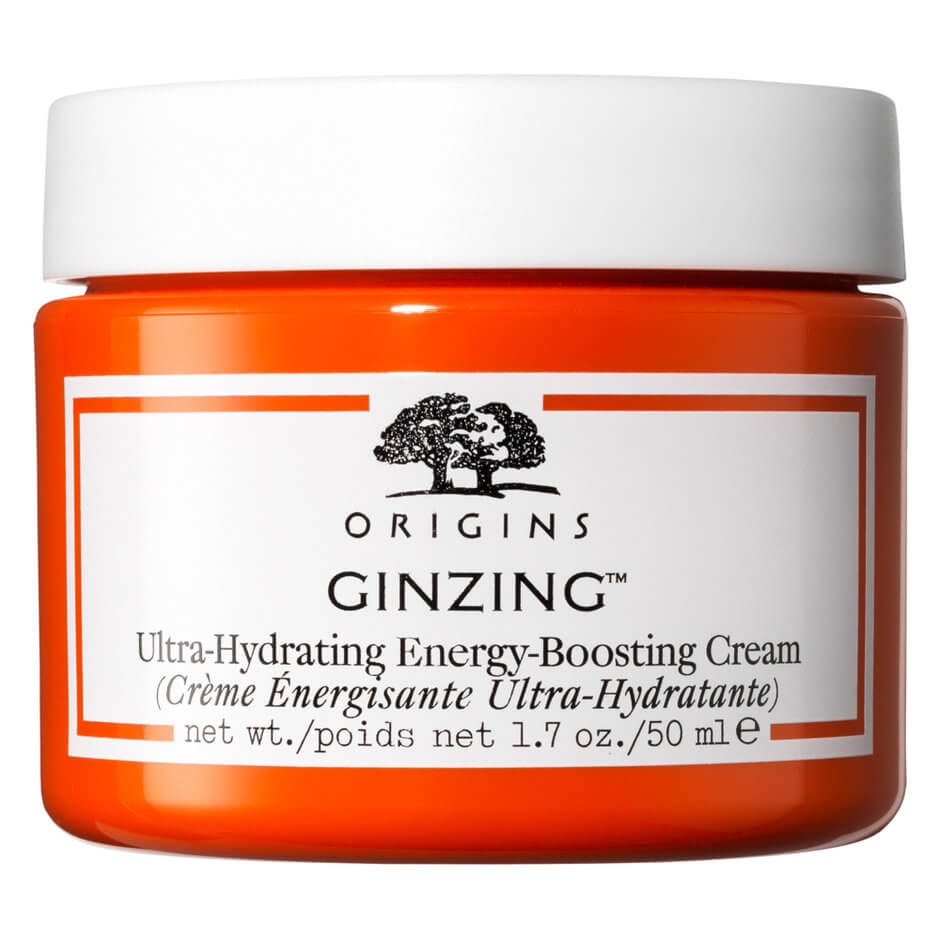 ORIGINS
GINZING™
Ultra-Hydrating Energy-Boosting Cream
(Crème Énergisante Ultra-Hydratante)
net wt./poids net 1.7 oz./50 ml ℮